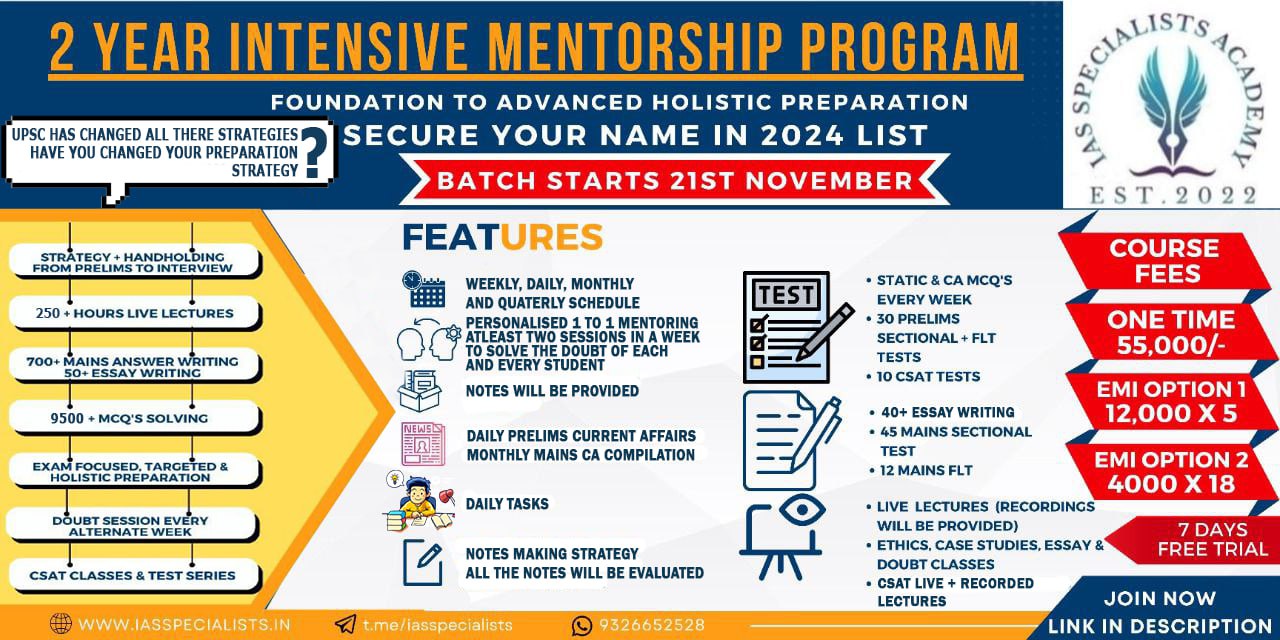 2 YEAR INTENSIVE MENTORSHIP PROGRAM
FOUNDATION TO ADVANCED HOLISTIC PREPARATION
SECURE YOUR NAME IN 2024 LIST
BATCH STARTS 21ST NOVEMBER
UPSC HAS CHANGED ALL THERE STRATEGIES
HAVE YOU CHANGED YOUR PREPARATION
STRATEGY ?
IAS SPECIALISTS ACADEMY
EST. 2022
STRATEGY + HANDHOLDING
FROM PRELIMS TO INTERVIEW
250 + HOURS LIVE LECTURES
700+ MAINS ANSWER WRITING
50+ ESSAY WRITING
9500 + MCQ'S SOLVING
EXAM FOCUSED, TARGETED &
HOLISTIC PREPARATION
DOUBT SESSION EVERY
ALTERNATE WEEK
CSAT CLASSES & TEST SERIES
FEATURES
WEEKLY, DAILY, MONTHLY
AND QUATERLY SCHEDULE
PERSONALISED 1 TO 1 MENTORING
ATLEAST TWO SESSIONS IN A WEEK
TO SOLVE THE DOUBT OF EACH
AND EVERY STUDENT
NOTES WILL BE PROVIDED
NEWS
DAILY PRELIMS CURRENT AFFAIRS
MONTHLY MAINS CA COMPILATION
DAILY TASKS
NOTES MAKING STRATEGY
ALL THE NOTES WILL BE EVALUATED
TEST
• STATIC & CA MCQ'S
EVERY WEEK
• 30 PRELIMS
SECTIONAL + FLT
TESTS
• 10 CSAT TESTS
• 40+ ESSAY WRITING
• 45 MAINS SECTIONAL
TEST
• 12 MAINS FLT
• LIVE LECTURES (RECORDINGS
WILL BE PROVIDED)
• ETHICS, CASE STUDIES, ESSAY &
DOUBT CLASSES
• CSAT LIVE + RECORDED
LECTURES
COURSE
FEES
ONE TIME
55,000/-
EMI OPTION 1
12,000 X 5
EMI OPTION 2
4000 X 18
7 DAYS
FREE TRIAL
JOIN NOW
LINK IN DESCRIPTION
WWW.IASSPECIALISTS.IN
t.me/iasspecialists
9326652528